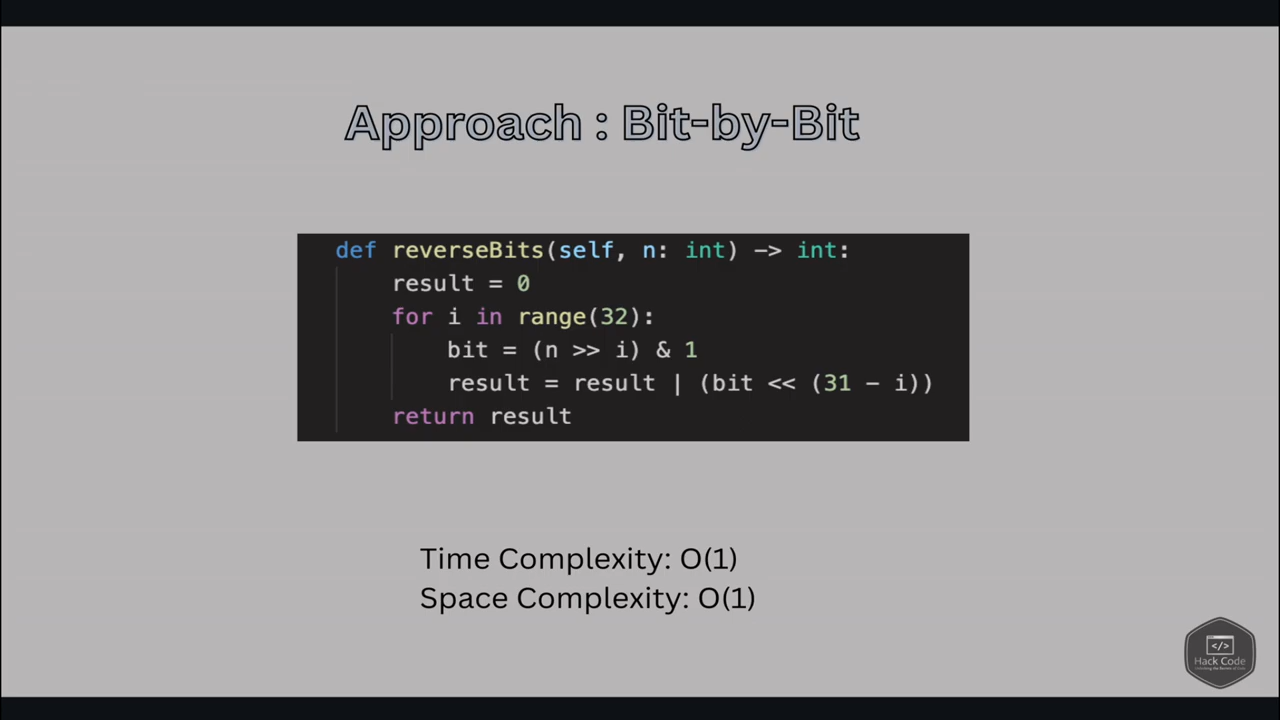 Approach : Bit-by-Bit
def reverseBits(self, n: int) -> int:
result = 0
for i in range(32):
bit = (n >> i) & 1
result = result | (bit << (31 - i))
return result
Time Complexity: O(1)
Space Complexity: O(1)
</>
Hack Code